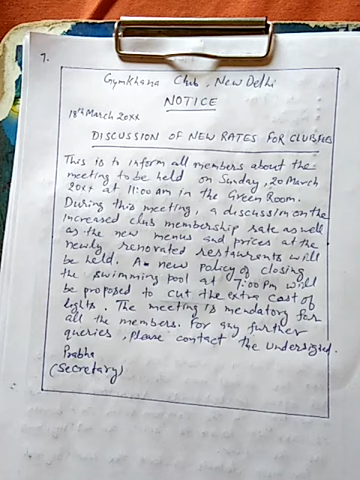 7.
Gymkhana Club, New Delhi
NOTICE
18th March 20xx
DISCUSSION OF NEW RATES FOR CLUB FEES
This is to inform all members about the
meeting to be held on Sunday, 20 March
20xx at 11:00 am in the Green Room.
During this meeting, a discussion on the
increased club membership rate as well
as the new menus and prices at the
newly renovated restaurants will
be held. A new policy of closing
the swimming pool at 7:00 pm will
be proposed to cut the extra cost of
lights. The meeting is mendatory for
all the members. For any further
queries, please contact the undersigned.
Prabha
(Secretary)